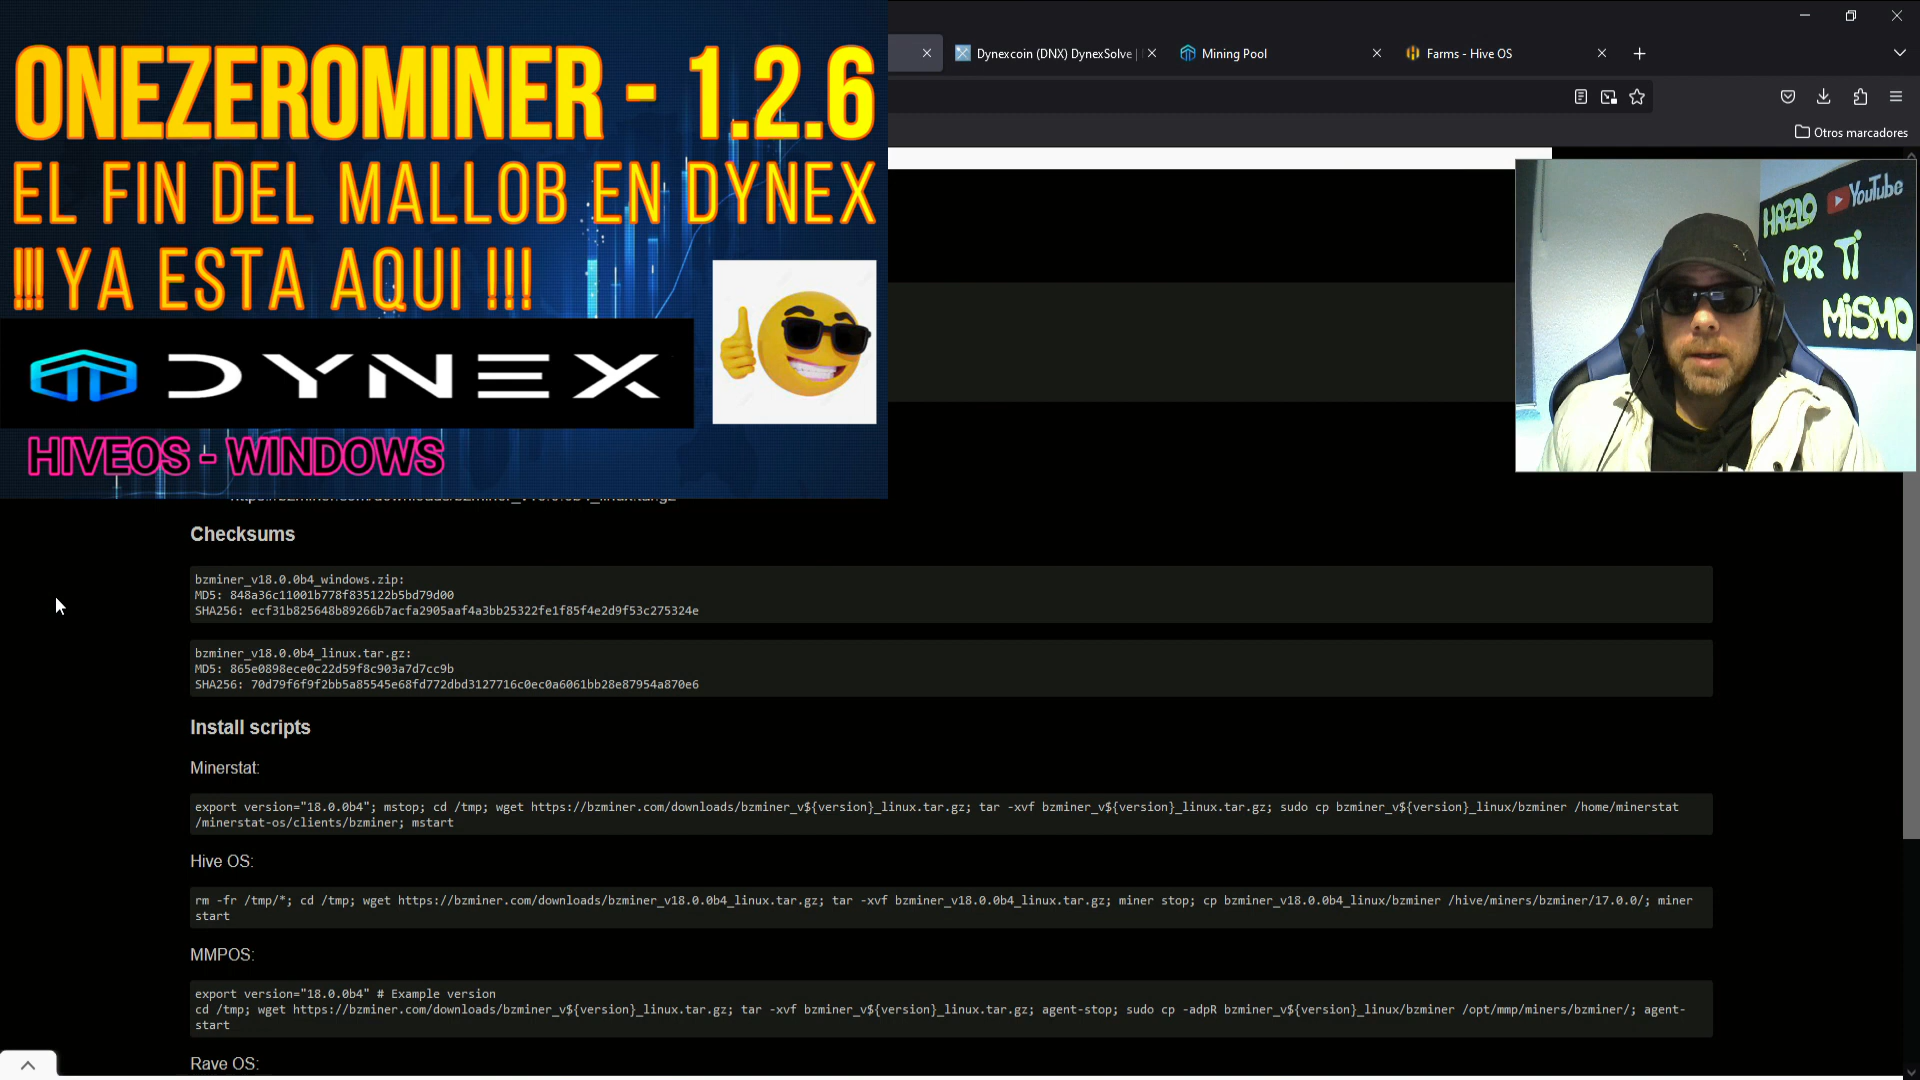 ONEZEROMINER - 1.2.6
EL FIN DEL MALLOB EN DYNEX
!!! YA ESTA AQUI !!!
DYNEX
HIVEOS - WINDOWS
Dynexcoin (DNX) DynexSolve |
Mining Pool
Farms - Hive OS
Otros marcadores
HAZLO
YouTube
POR TI
MISMO
Checksums
bzminer_v18.0.0b4_windows.zip:
MD5: 848a36c11001b778f835122b5bd79d00
SHA256: ecf31b825648b89266b7acfa2905aaf4a3bb25322fe1f85f4e2d9f53c275324e
bzminer_v18.0.0b4_linux.tar.gz:
MD5: 865e0898ece0c22d59f8c903a7d7cc9b
SHA256: 70d79f6f9f2bb5a85545e68fd772dbd3127716c0ec0a6061bb28e87954a870e6
Install scripts
Minerstat:
export version="18.0.0b4"; mstop; cd /tmp; wget https://bzminer.com/downloads/bzminer_v${version}_linux.tar.gz; tar -xvf bzminer_v${version}_linux.tar.gz; sudo cp bzminer_v${version}_linux/bzminer /home/minerstat
/minerstat-os/clients/bzminer; mstart
Hive OS:
rm -fr /tmp/*; cd /tmp; wget https://bzminer.com/downloads/bzminer_v18.0.0b4_linux.tar.gz; tar -xvf bzminer_v18.0.0b4_linux.tar.gz; miner stop; cp bzminer_v18.0.0b4_linux/bzminer /hive/miners/bzminer/17.0.0/; miner
start
MMPOS:
export version="18.0.0b4" # Example version
cd /tmp; wget https://bzminer.com/downloads/bzminer_v${version}_linux.tar.gz; tar -xvf bzminer_v${version}_linux.tar.gz; agent-stop; sudo cp -adpR bzminer_v${version}_linux/bzminer /opt/mmp/miners/bzminer/; agent-
start
Rave OS: